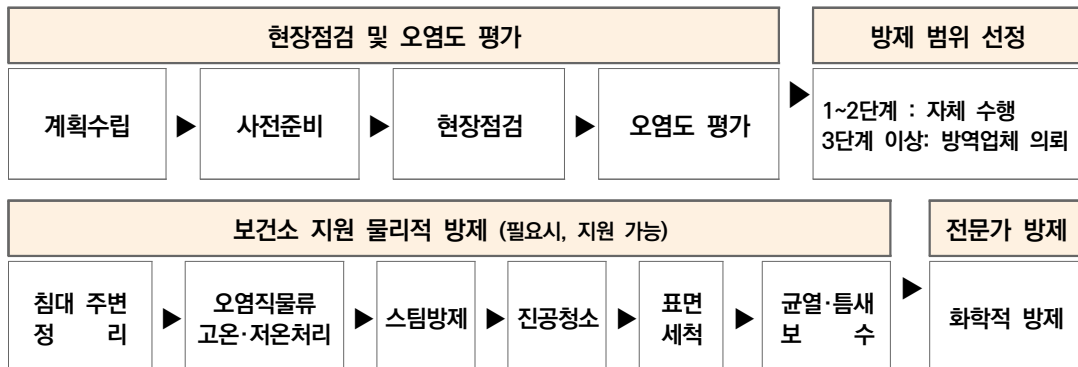 현장점검 및 오염도 평가
방제 범위 선정
계획수립 ▶ 사전준비 ▶ 현장점검 ▶ 오염도 평가 ▶
1~2단계 : 자체 수행
3단계 이상: 방역업체 의뢰
보건소 지원 물리적 방제 (필요시, 지원 가능)
전문가 방제
침대 주변
정 리
▶
오염직물류
고온·저온처리
▶
스팀방제
▶
진공청소
▶
표면
세척
▶
균열·틈새
보 수
▶
화학적 방제